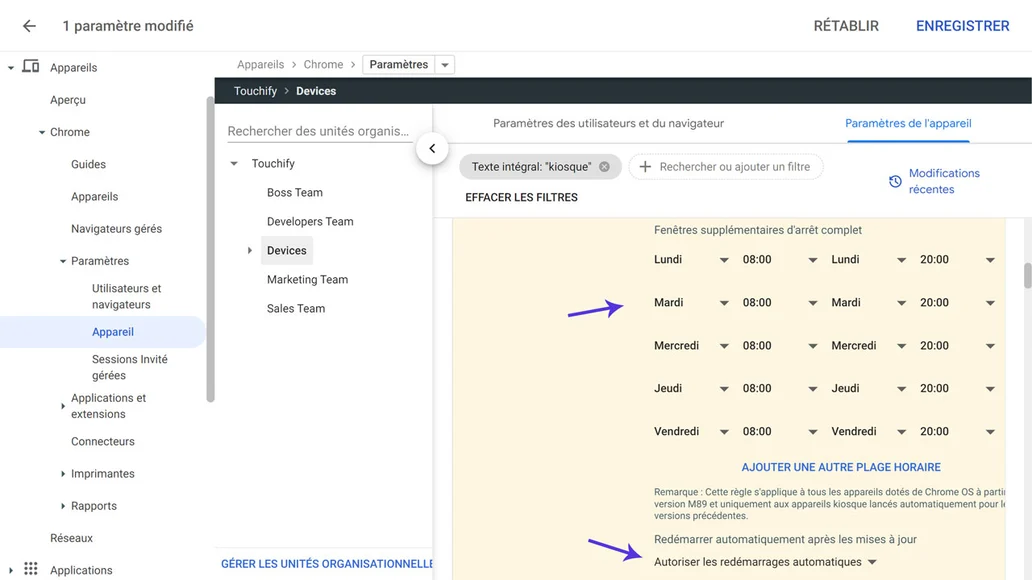 1 paramètre modifié
RÉTABLIR
ENREGISTRER
Appareils
Aperçu
Chrome
Guides
Appareils
Navigateurs gérés
Paramètres
Utilisateurs et
navigateurs
Appareil
Sessions Invité
gérées
Applications et
extensions
Connecteurs
Imprimantes
Rapports
Réseaux
Applications
Appareils > Chrome > Paramètres
Touchify > Devices
Rechercher des unités organis...
Touchify
Boss Team
Developers Team
Devices
Marketing Team
Sales Team
GÉRER LES UNITÉS ORGANISATIONNELLE
Paramètres des utilisateurs et du navigateur
Paramètres de l'appareil
Texte intégral: "kiosque"
Rechercher ou ajouter un filtre
EFFACER LES FILTRES
Modifications
récentes
Fenêtres supplémentaires d'arrêt complet
Lundi 08:00 Lundi 20:00
Mardi 08:00 Mardi 20:00
Mercredi 08:00 Mercredi 20:00
Jeudi 08:00 Jeudi 20:00
Vendredi 08:00 Vendredi 20:00
AJOUTER UNE AUTRE PLAGE HORAIRE
Remarque : Cette règle s'applique à tous les appareils dotés de Chrome OS à parti
version M89 et uniquement aux appareils kiosque lancés automatiquement pour le
versions précédentes.
Redémarrer automatiquement après les mises à jour
Autoriser les redémarrages automatiques